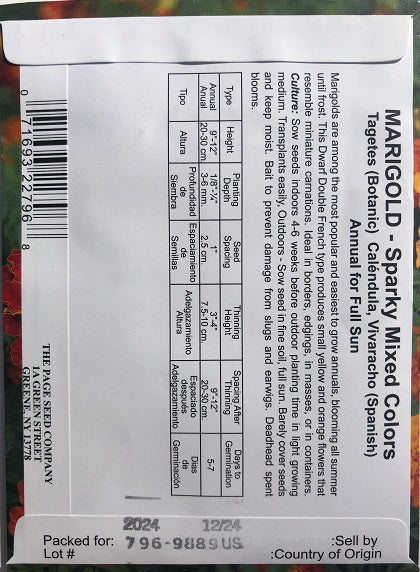 MARIGOLD - Sparky Mixed Colors
Tagetes (Botanic) Caléndula, Vivaracho (Spanish)
Annual for Full Sun
Marigolds are among the most popular and easiest to grow annuals, blooming all summer
until frost. This Dwarf Double French type produces small yellow and orange flowers that
resemble miniature carnations. Ideal in borders, edgings, in masses, or in containers.
Culture: Sow seeds indoors 4-6 weeks before outdoor planting time in light growing
medium. Transplants easily, Outdoors - Sow seed in fine soil, full sun. Barely cover seeds
and keep moist. Bait to prevent damage from slugs and earwigs. Deadhead spent
blooms.
Type Height Planting Depth Seed Spacing Thinning Height Spacing After Thinning Days to Germination
Annual Anual 9"-12" 20-30 cm. 1/8"-¼" 3-6 mm. 1" 2.5 cm. 3"-4" 7.5-10 cm. 9"-12" 20-30 cm. 5-7
Tipo Altura Profundidad de Siembra Espaciamiento de Semillas Adelgazamiento Altura Espaciado después Adelgazamiento Dias de Germinación
0 71693 22796 8
THE PAGE SEED COMPANY
1A GREEN STREET
GREENE, NY 13778
2024 12/24
Packed for: :Sell by
Lot # 796-9889US :Country of Origin